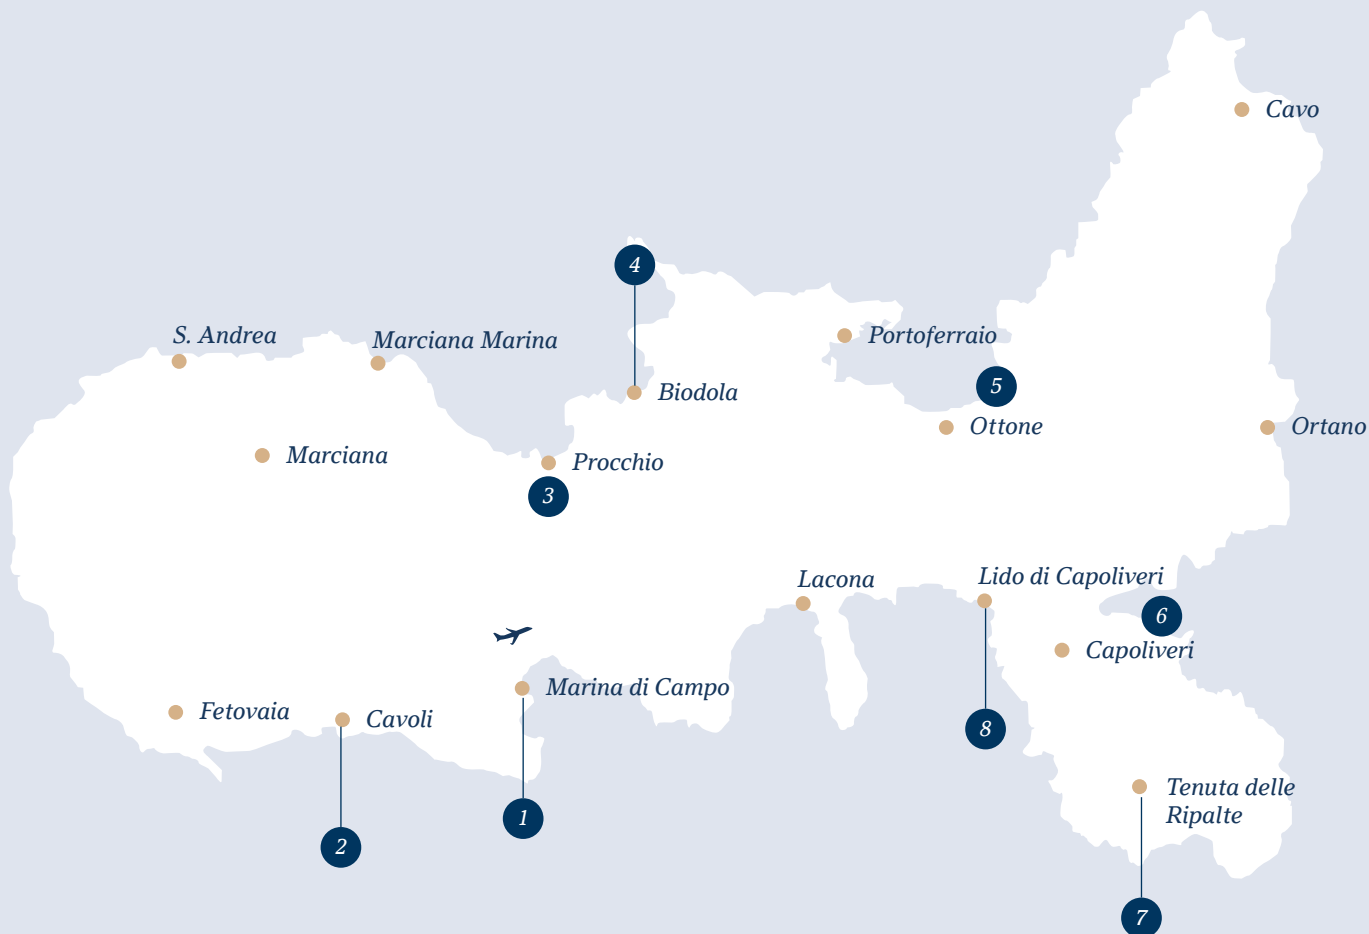 Cavo
4
S. Andrea
Marciana Marina
Portoferraio
5
Biodola
Ottone
Ortano
Marciana
Procchio
3
Lacona
Lido di Capoliveri
6
Capoliveri
Marina di Campo
Fetovaia
Cavoli
8
Tenuta delle
Ripalte
1
2
7